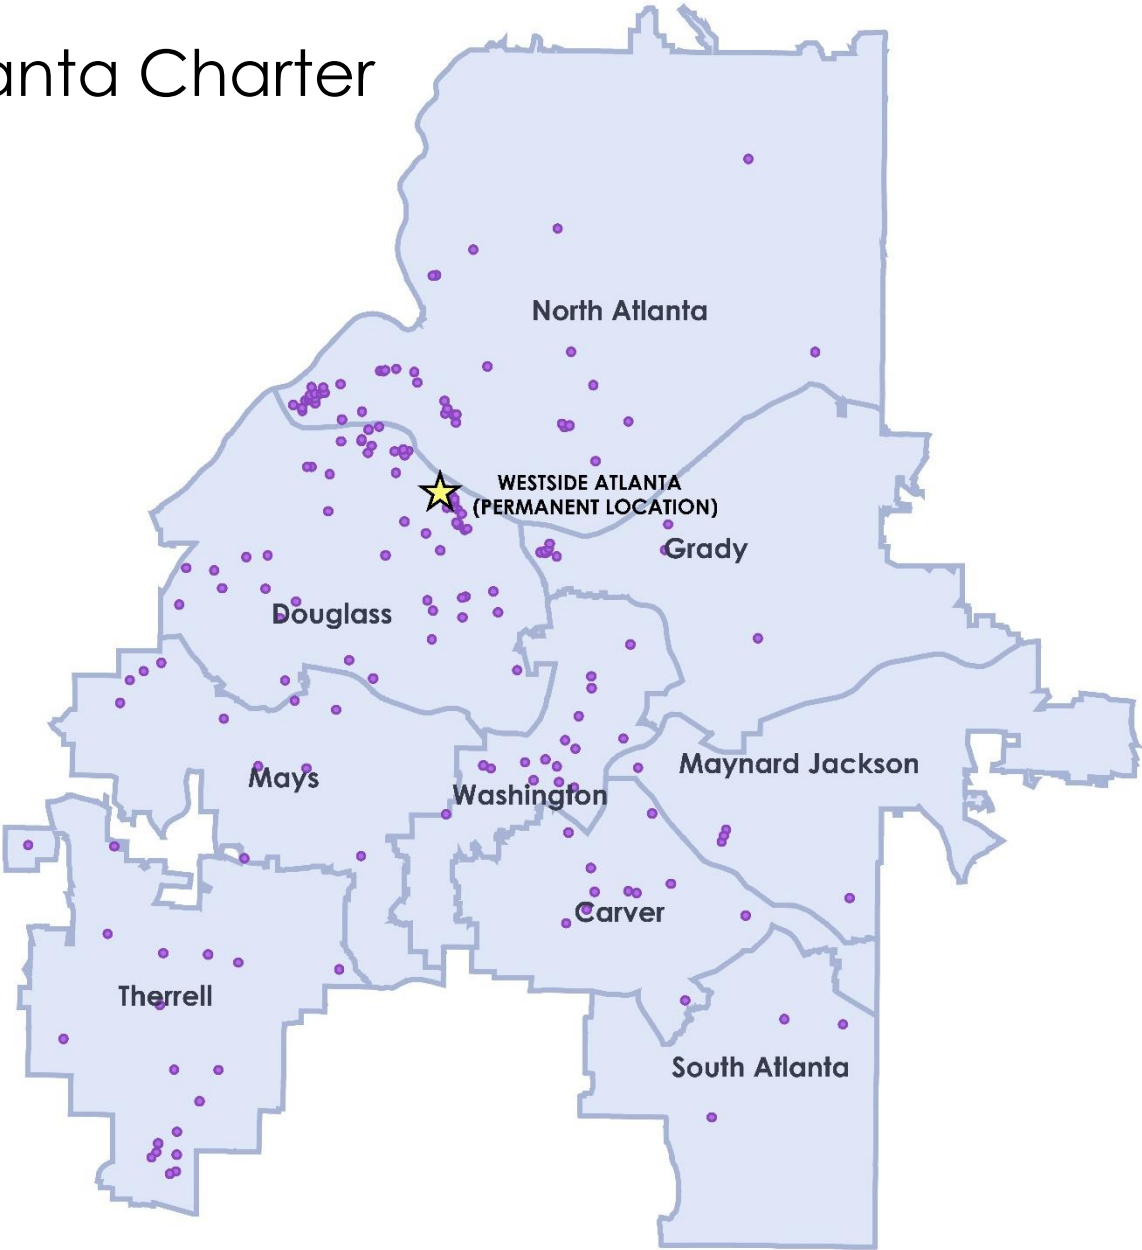 anta Charter
North Atlanta
WESTSIDE ATLANTA
(PERMANENT LOCATION)
Grady
Douglass
Maynard Jackson
Mays
Washington
Carver
Therrell
South Atlanta